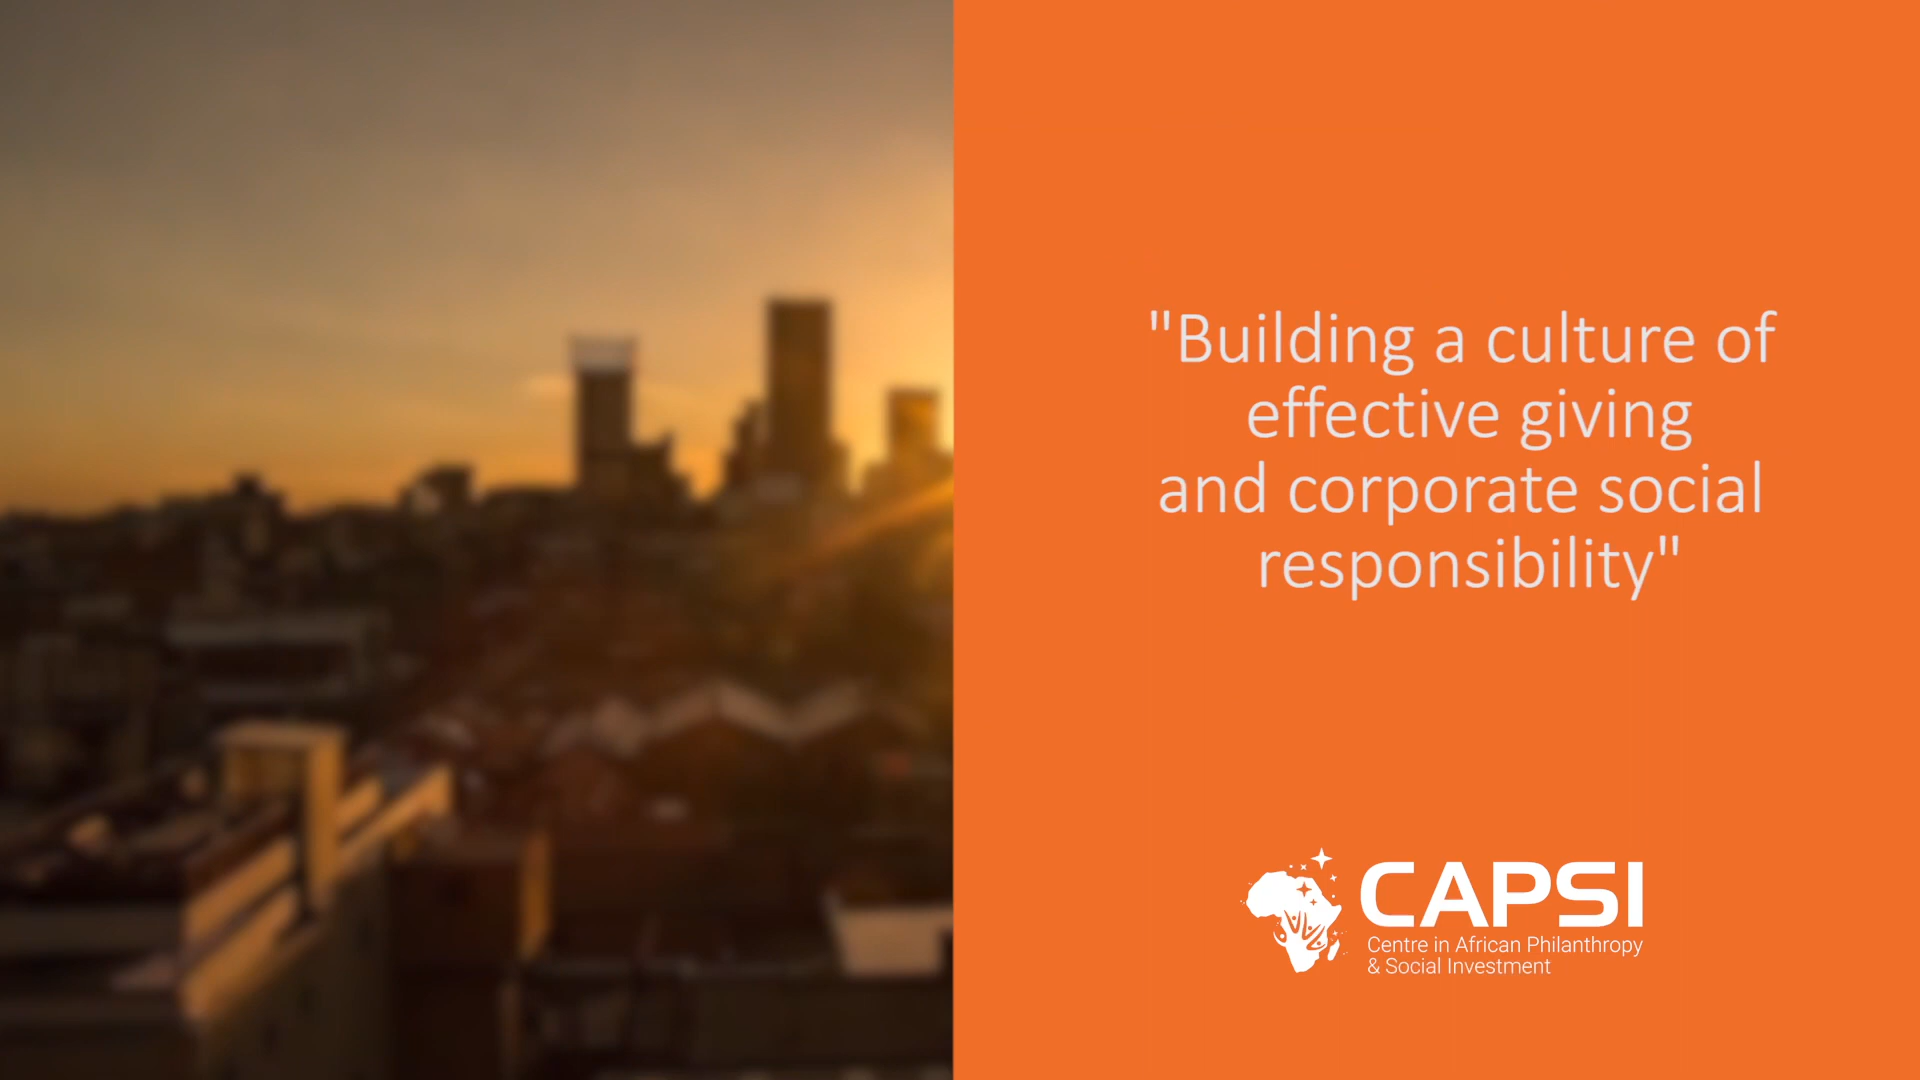 "Building a culture of
effective giving
and corporate social
responsibility"
CAPSI
Centre in African Philanthropy
& Social Investment